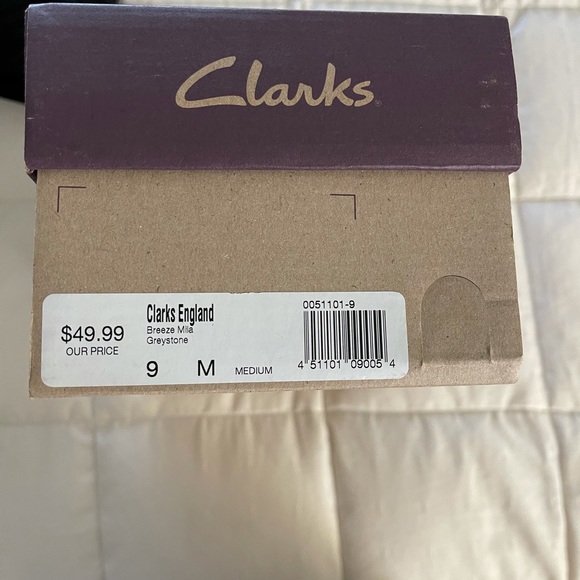 Clarks
$49.99
OUR PRICE
Clarks England
Breeze Mila
Greystone
9 M MEDIUM
0051101-9
4 51101 09005 4